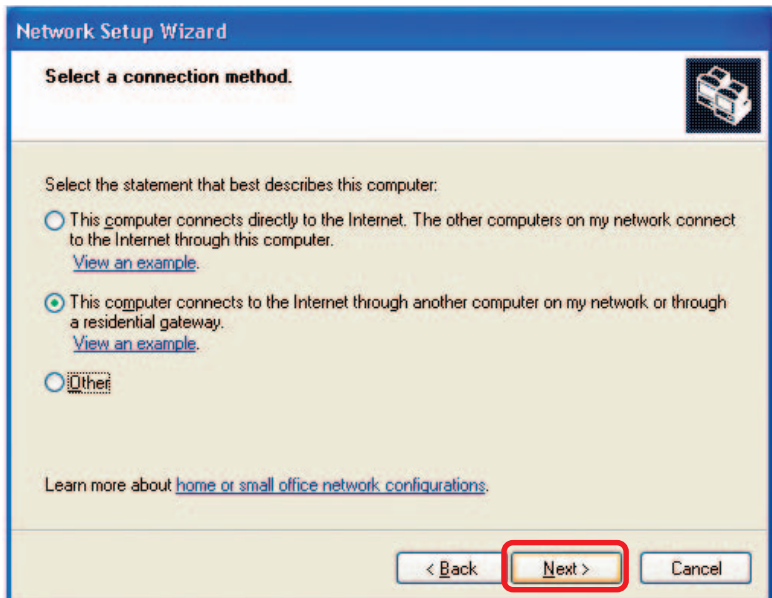 Network Setup Wizard
Select a connection method.
Select the statement that best describes this computer:
This computer connects directly to the Internet. The other computers on my network connect
to the Internet through this computer.
View an example.
This computer connects to the Internet through another computer on my network or through
a residential gateway.
View an example.
Other
Learn more about home or small office network configurations.
< Back Next > Cancel